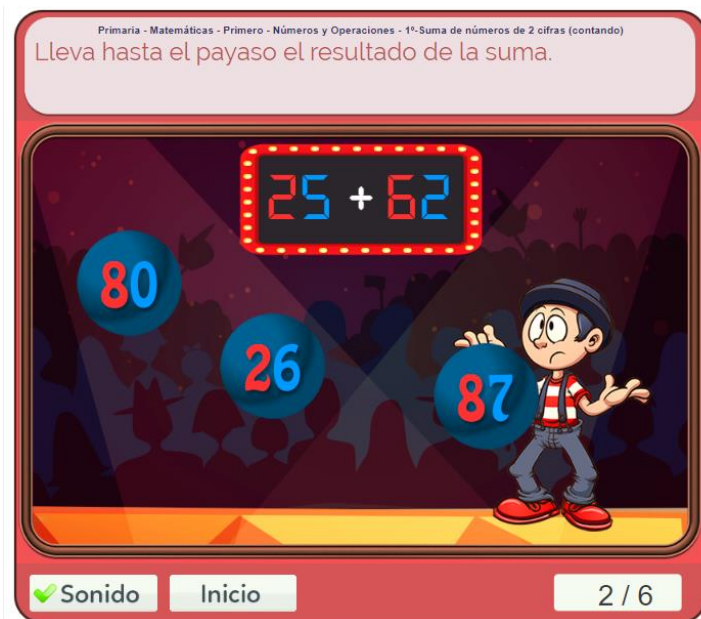 Primaria - Matemáticas - Primero - Números y Operaciones - 1º-Suma de números de 2 cifras (contando)
Lleva hasta el payaso el resultado de la suma.
25 + 62
80
26
87
Sonido
Inicio
2 / 6